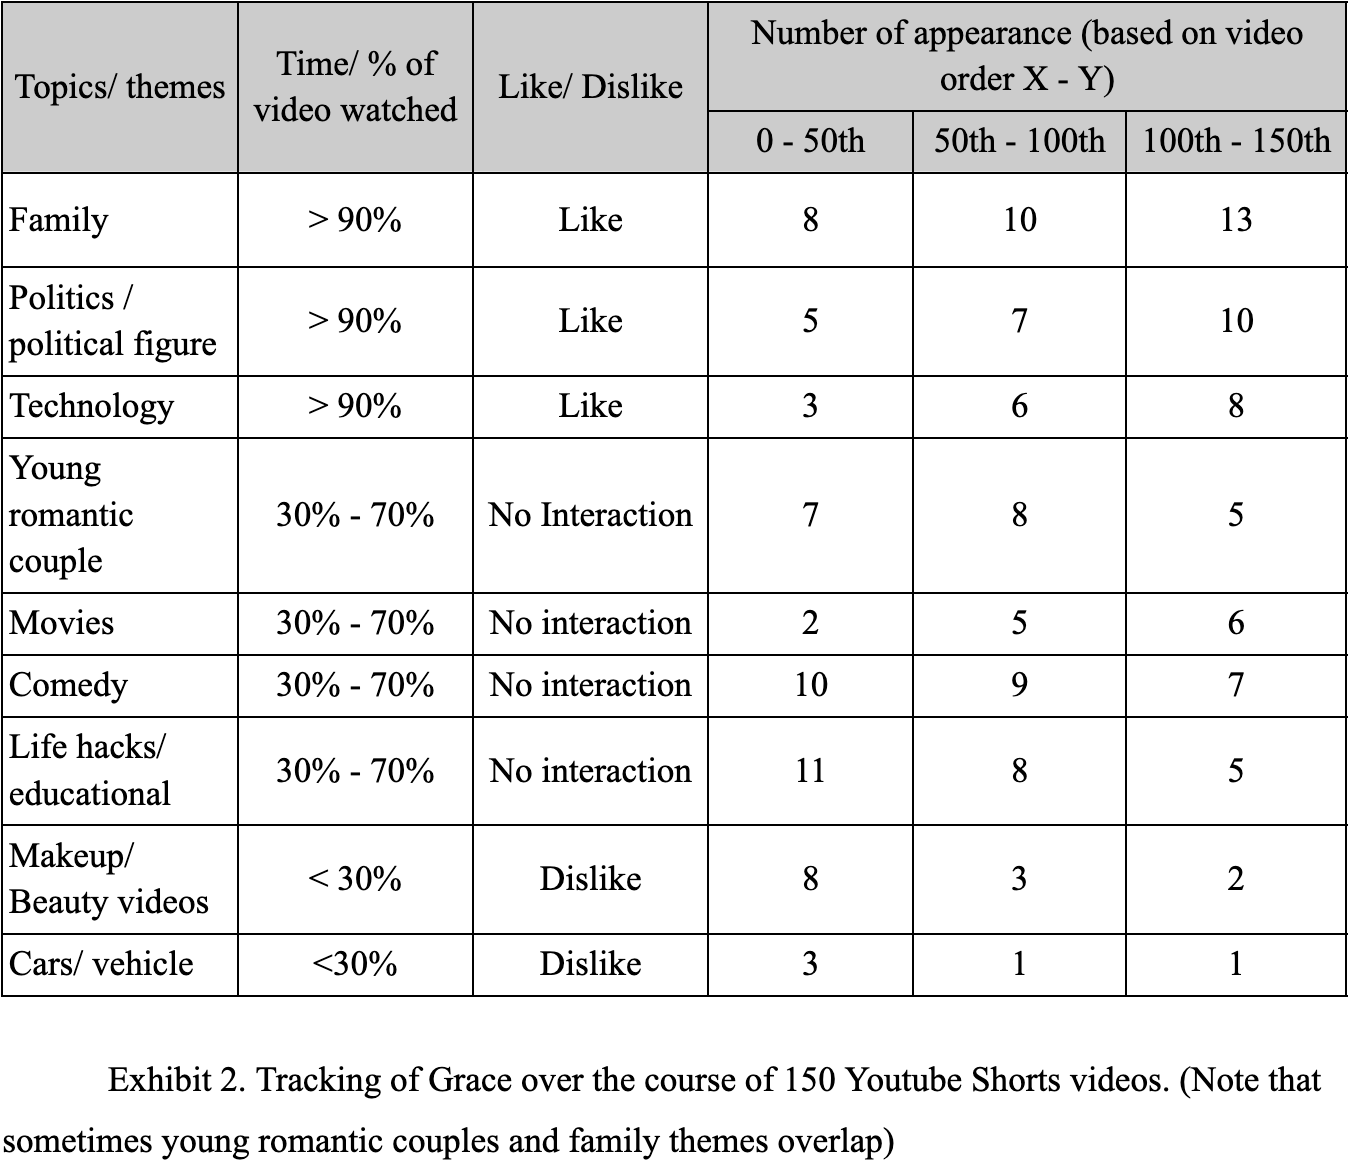 Topics/ themes
Time/ % of
video watched
Like/ Dislike
Number of appearance (based on video
order X - Y)
0 - 50th
50th - 100th
100th - 150th
Family
> 90%
Like
8
10
13
Politics /
political figure
> 90%
Like
5
7
10
Technology
> 90%
Like
3
6
8
Young
romantic
couple
30% - 70%
No Interaction
7
8
5
Movies
30% - 70%
No interaction
2
5
6
Comedy
30% - 70%
No interaction
10
9
7
Life hacks/
educational
30% - 70%
No interaction
11
8
5
Makeup/
Beauty videos
< 30%
Dislike
8
3
2
Cars/ vehicle
<30%
Dislike
3
1
1
Exhibit 2. Tracking of Grace over the course of 150 Youtube Shorts videos. (Note that
sometimes young romantic couples and family themes overlap)